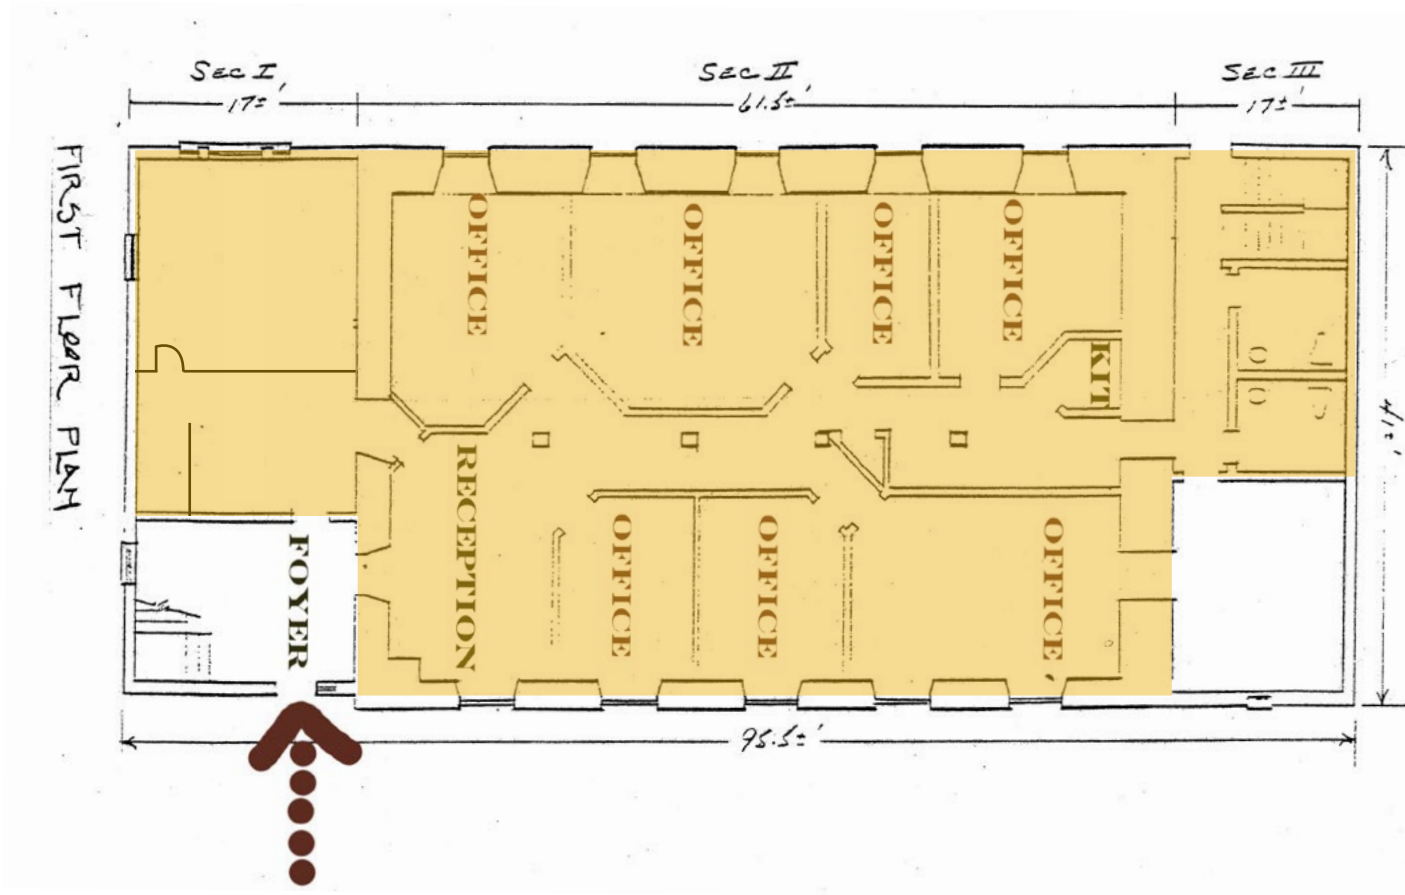 SEC I
SEC II
SEC III
17±'
61.5±'
17±'
FIRST FLOOR PLAN
OFFICE
OFFICE
OFFICE
OFFICE
KIT
RECEPTION
FOYER
OFFICE
OFFICE
OFFICE
95.5±'